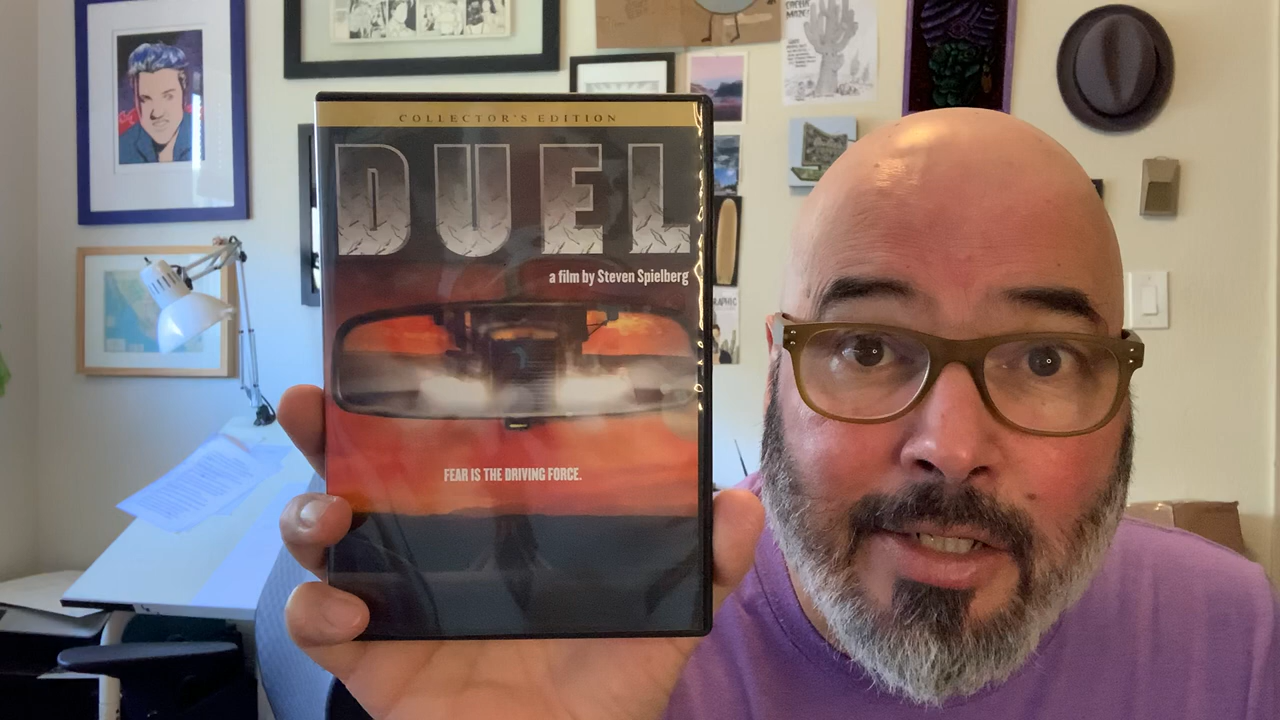 COLLECTOR'S EDITION
DUEL
a film by Steven Spielberg
FEAR IS THE DRIVING FORCE.